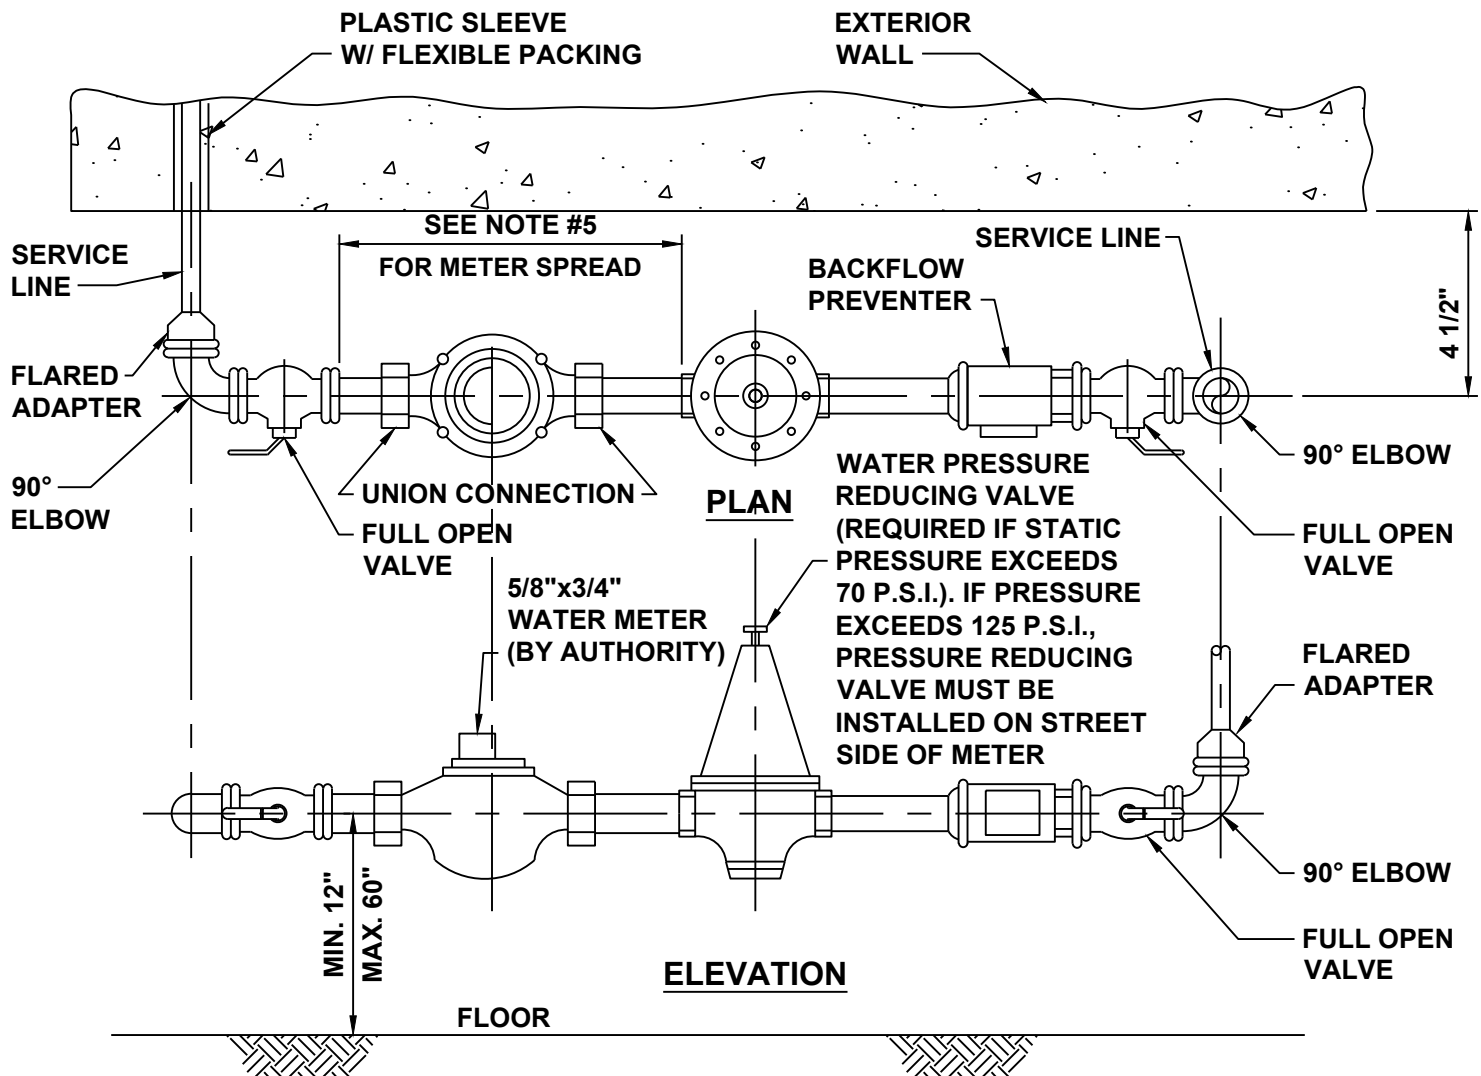 PLASTIC SLEEVE
W/ FLEXIBLE PACKING
EXTERIOR
WALL
SEE NOTE #5
FOR METER SPREAD
SERVICE
LINE
SERVICE LINE
BACKFLOW
PREVENTER
4 1/2"
FLARED
ADAPTER
90°
ELBOW
UNION CONNECTION
FULL OPEN
VALVE
PLAN
90° ELBOW
FULL OPEN
VALVE
WATER PRESSURE
REDUCING VALVE
(REQUIRED IF STATIC
PRESSURE EXCEEDS
70 P.S.I.). IF PRESSURE
EXCEEDS 125 P.S.I.,
PRESSURE REDUCING
VALVE MUST BE
INSTALLED ON STREET
SIDE OF METER
5/8"x3/4"
WATER METER
(BY AUTHORITY)
FLARED
ADAPTER
90° ELBOW
FULL OPEN
VALVE
MIN. 12"
MAX. 60"
ELEVATION
FLOOR